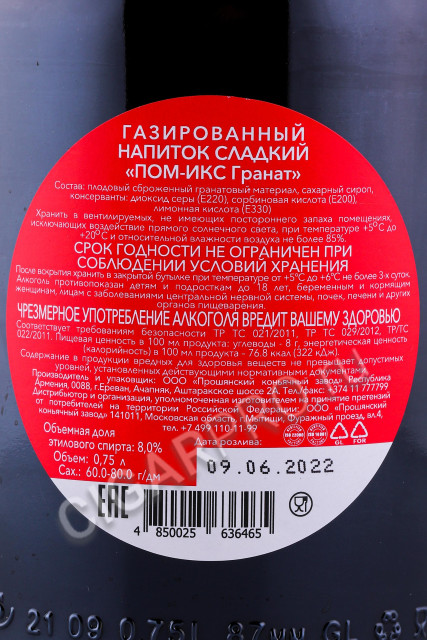 ГАЗИРОВАННЫЙ
НАПИТОК СЛАДКИЙ
«ПОМ-ИКС Гранат»
Состав: плодовый сброженный гранатовый материал, сахарный сироп,
консерванты: диоксид серы (Е220), сорбиновая кислота (Е200),
лимонная кислота (Е330)
Хранить в вентилируемых, не имеющих постороннего запаха помещениях,
исключающих воздействие прямого солнечного света, при температуре +5°С до
+20°С и относительной влажности воздуха не более 85%.
СРОК ГОДНОСТИ НЕ ОГРАНИЧЕН ПРИ
СОБЛЮДЕНИИ УСЛОВИЙ ХРАНЕНИЯ
После вскрытия хранить в закрытой бутылке при температуре от +5°С до +6°С не более 3-х суток.
Алкоголь противопоказан детям и подросткам до 18 лет, беременным и кормящим
женщинам, лицам с заболеваниями центральной нервной системы, почек, печени и других
органов пищеварения.
ЧРЕЗМЕРНОЕ УПОТРЕБЛЕНИЕ АЛКОГОЛЯ ВРЕДИТ ВАШЕМУ ЗДОРОВЬЮ
Соответствует требованиям безопасности ТР ТС 021/2011, ТР ТС 029/2012, ТР/ТС
022/2011. Пищевая ценность в 100 мл продукта: углеводы - 8 г, энергетическая ценность
(калорийность) в 100 мл продукта - 76.8 ккал (322 кДж).
Содержание в продукции вредных для здоровья веществ не превышает допустимых
уровней, установленных действующими нормативными документами.
Производитель и упаковщик: ООО «Прошянский коньячный завод», Республика
Армения, 0088, г.Ереван, Ачапняк, Аштаракское шоссе 2. Тел./Факс: +374 11 777799
Дистрибьютор и организация, уполномоченная изготовителем на принятие претензий
от потребителей на территории Российской Федерации: ООО «ПРОШЯНСКИЙ
коньячный завод» 141011, Московская область, г. Мытищи, Фуражный проезд, вл.4,
тел.: +7 499 110-11-99
Объемная доля
этилового спирта: 8,0%
Объем: 0,75 л
Сах.: 60.0-80.0 г/дм
Дата розлива:
GL FOR
09.06.2022
EAC
4 850025 636465
21 09 0.75L 87мм GL